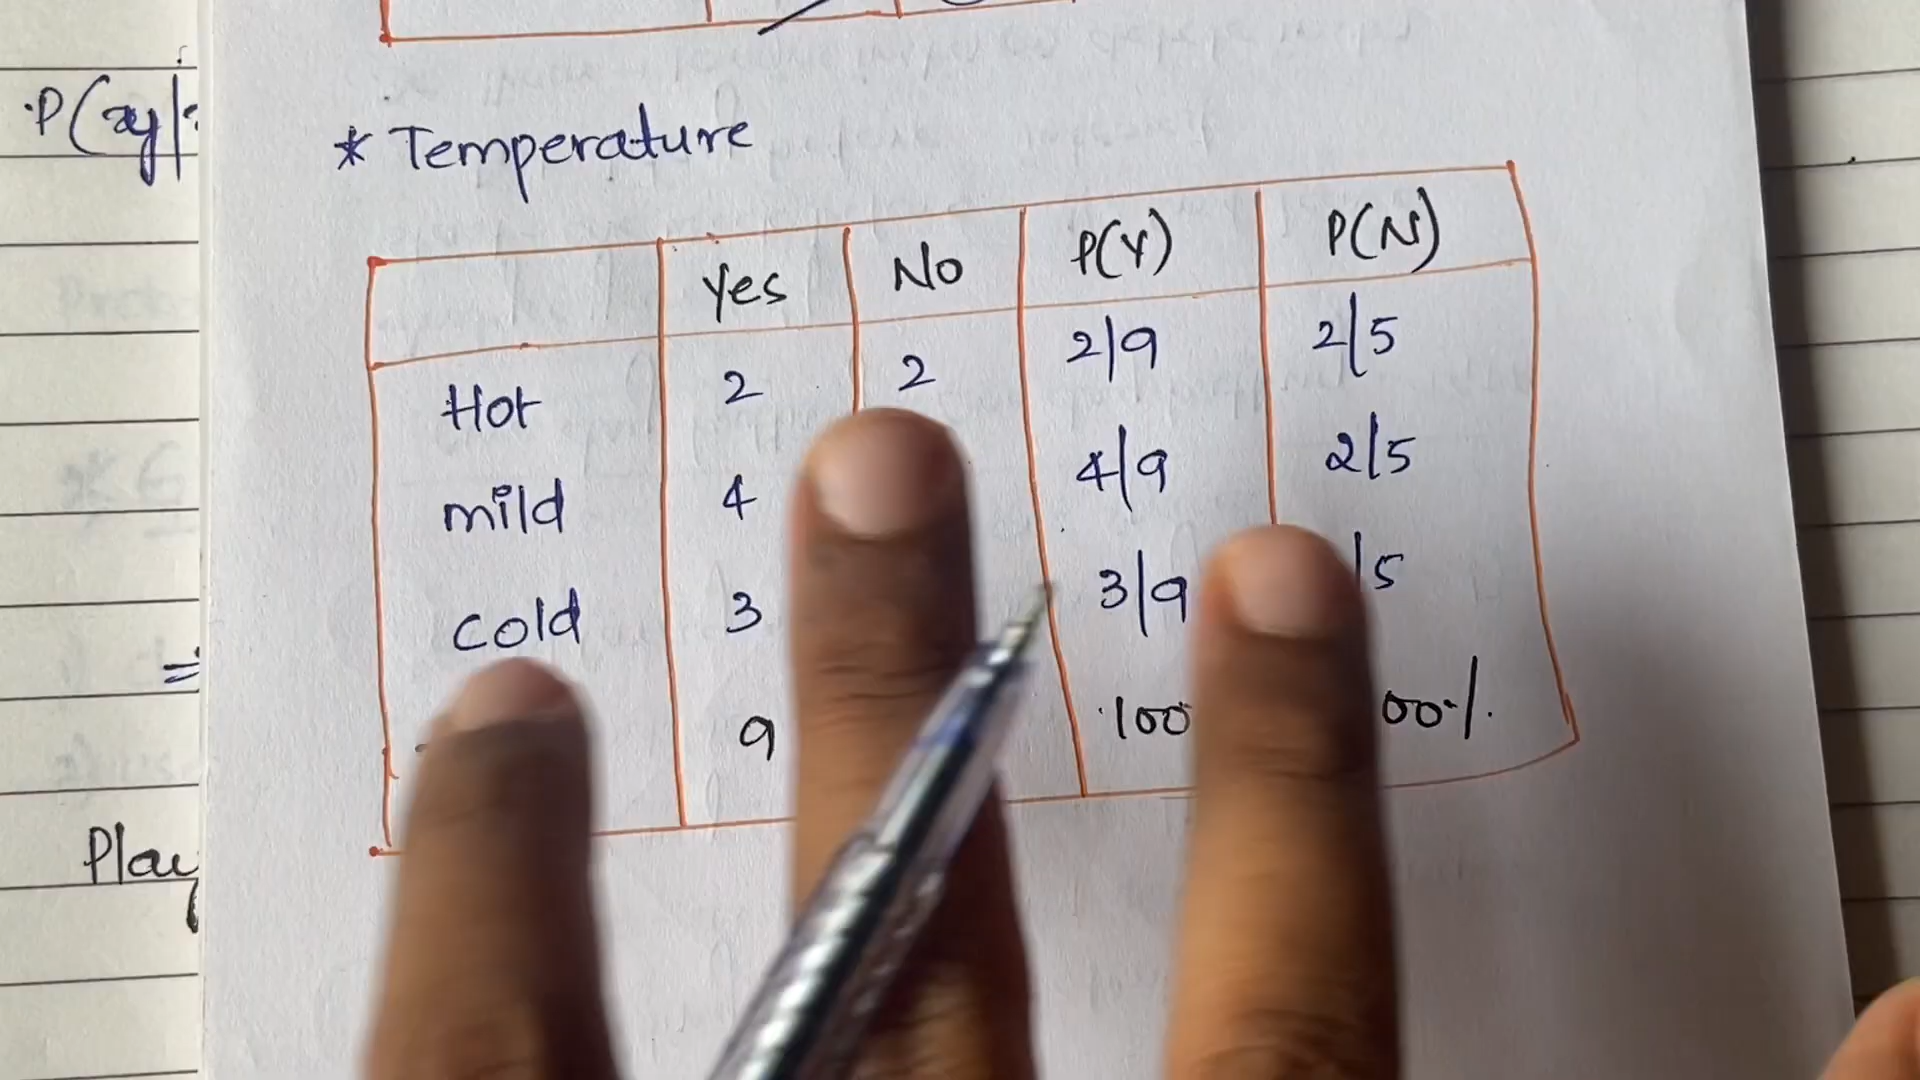 P(xy|
* Temperature
Yes No P(Y) P(N)
Hot 2 2 2/9 2/5
mild 4 4/9 2/5
cold 3 3/9 /5
9 100 00%
=
Play